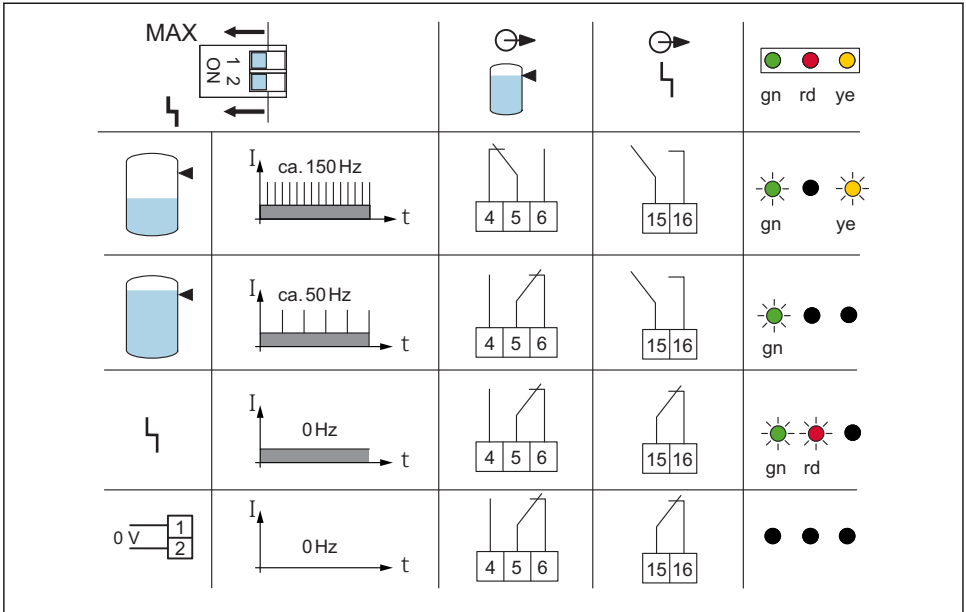 MAX
1 2
ON
gn rd ye
I ca. 150 Hz t
4 5 6
15 16
gn ye
I ca. 50 Hz t
4 5 6
15 16
gn
I 0 Hz t
4 5 6
15 16
gn rd
0 V 1 2
I 0 Hz t
4 5 6
15 16